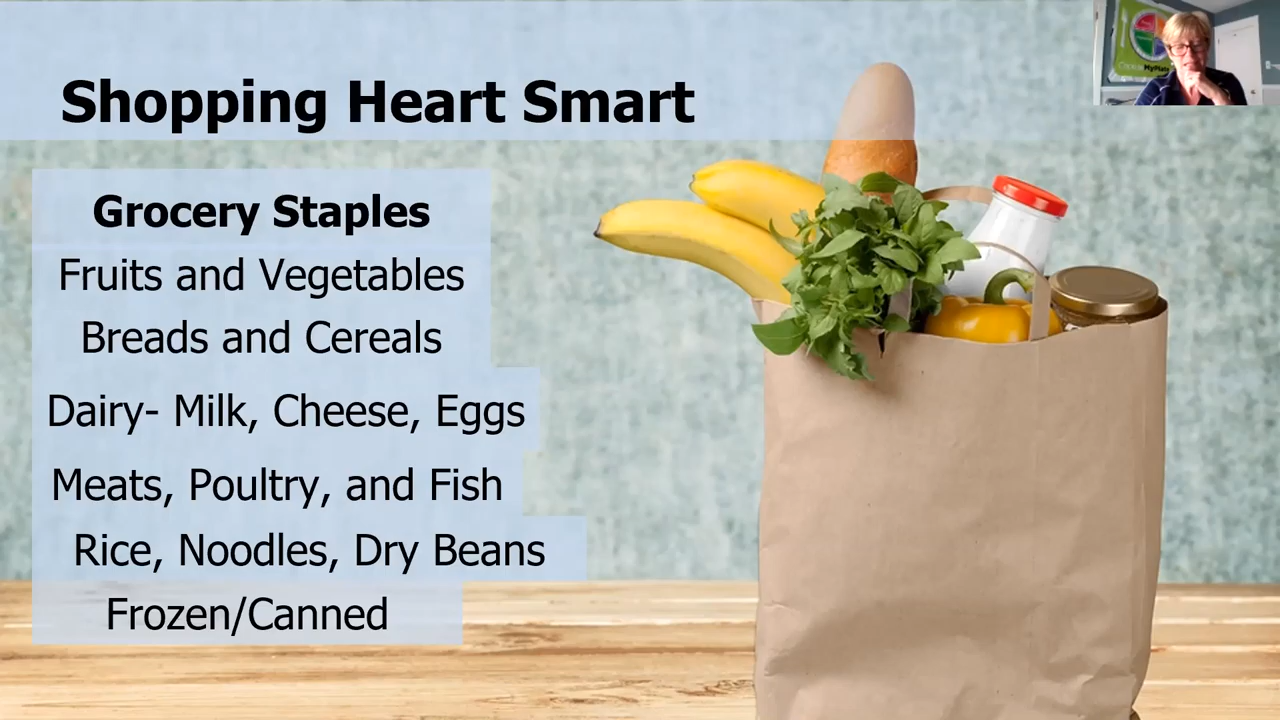 Shopping Heart Smart
Grocery Staples
Fruits and Vegetables
Breads and Cereals
Dairy- Milk, Cheese, Eggs
Meats, Poultry, and Fish
Rice, Noodles, Dry Beans
Frozen/Canned
MyPlate